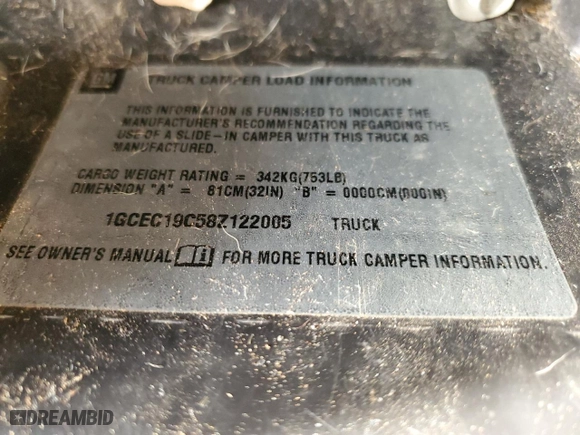 GM TRUCK CAMPER LOAD INFORMATION
THIS INFORMATION IS FURNISHED TO INDICATE THE
MANUFACTURER'S RECOMMENDATION REGARDING THE
USE OF A SLIDE-IN CAMPER WITH THIS TRUCK AS
MANUFACTURED.
CARGO WEIGHT RATING = 342KG(753LB)
DIMENSION "A" = 81CM(32IN) "B" = 0000CM(000IN)
1GCEC19C58Z122005 TRUCK
SEE OWNER'S MANUAL FOR MORE TRUCK CAMPER INFORMATION.
DREAMBID